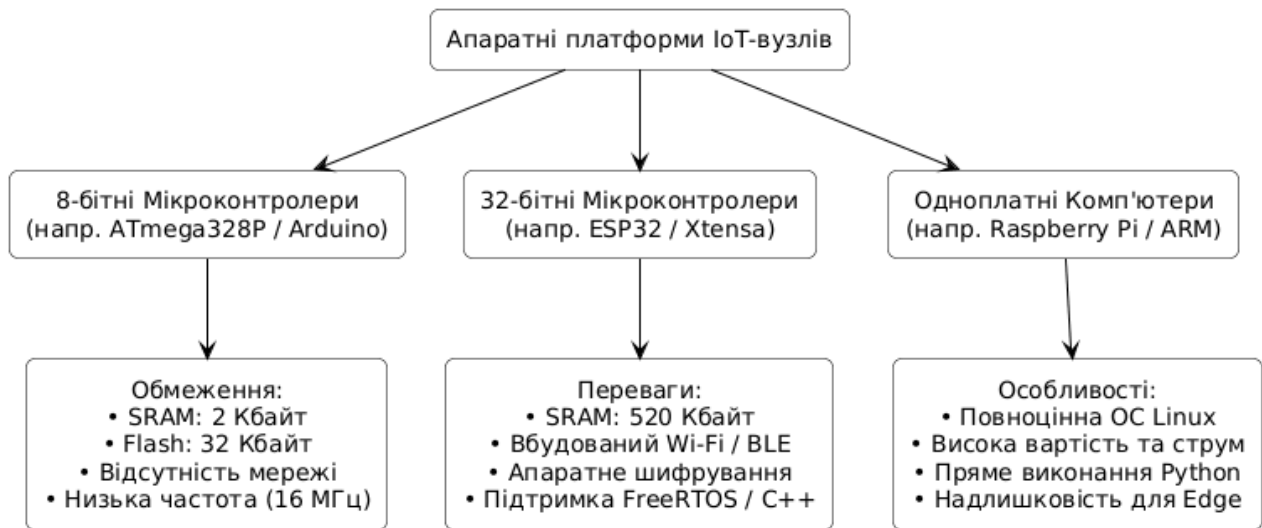 Апаратні платформи IoT-вузлів
8-бітні Мікроконтролери
(напр. ATmega328P / Arduino)
32-бітні Мікроконтролери
(напр. ESP32 / Xtensa)
Одноплатні Комп'ютери
(напр. Raspberry Pi / ARM)
Обмеження:
• SRAM: 2 Кбайт
• Flash: 32 Кбайт
• Відсутність мережі
• Низька частота (16 МГц)
Переваги:
• SRAM: 520 Кбайт
• Вбудований Wi-Fi / BLE
• Апаратне шифрування
• Підтримка FreeRTOS / C++
Особливості:
• Повноцінна ОС Linux
• Висока вартість та струм
• Пряме виконання Python
• Надлишковість для Edge